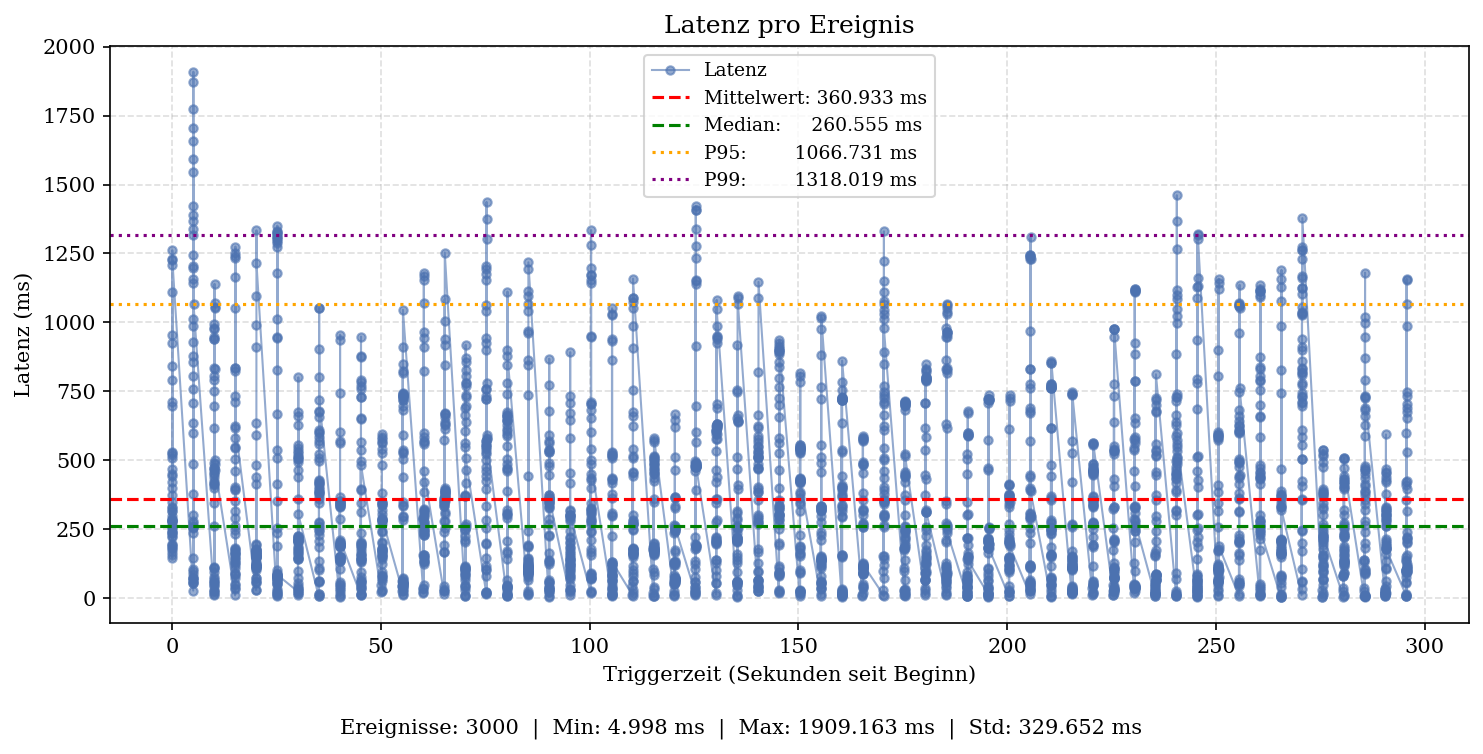 Latenz pro Ereignis
Latenz (ms)
2000
1750
1500
1250
1000
750
500
250
0
Latenz
Mittelwert: 360.933 ms
Median: 260.555 ms
P95: 1066.731 ms
P99: 1318.019 ms
0 50 100 150 200 250 300
Triggerzeit (Sekunden seit Beginn)
Ereignisse: 3000 | Min: 4.998 ms | Max: 1909.163 ms | Std: 329.652 ms